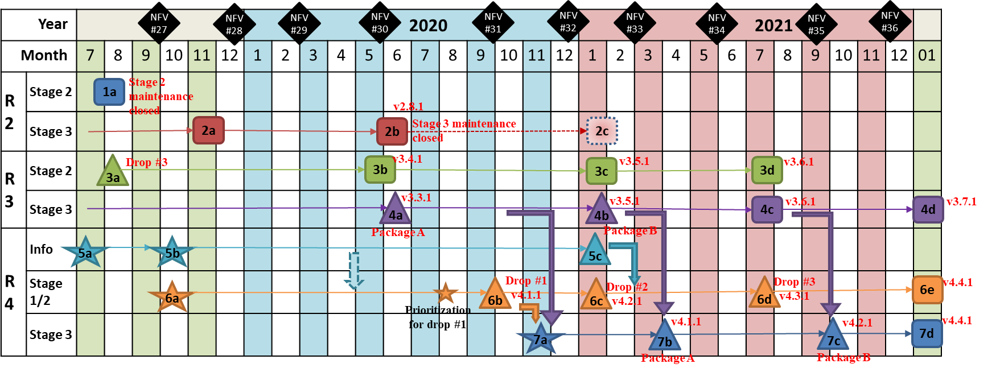 Year
NFV
#27
NFV
#28
NFV
#29
NFV
#30
2020
NFV
#31
NFV
#32
NFV
#33
NFV
#34
2021
NFV
#35
NFV
#36
Month 7 8 9 10 11 12 1 2 3 4 5 6 7 8 9 10 11 12 1 2 3 4 5 6 7 8 9 10 11 12 01
R
2
Stage 2
1a
Stage 2
maintenance
closed
Stage 3
2a
v2.8.1
2b
Stage 3 maintenance
closed
2c
R
3
Stage 2
3a
Drop #3
3b
v3.4.1
3c
v3.5.1
3d
v3.6.1
Stage 3
4a
v3.3.1
Package A
4b
v3.5.1
Package B
4c
v3.6.1
4d
v3.7.1
R
4
Info
5a
5b
5c
Stage
1/2
6a
Prioritization
for drop #1
6b
Drop #1
v4.1.1
6c
Drop #2
v4.2.1
6d
Drop #3
v4.3.1
6e
v4.4.1
Stage 3
7a
7b
v4.1.1
Package A
7c
v4.2.1
Package B
7d
v4.4.1